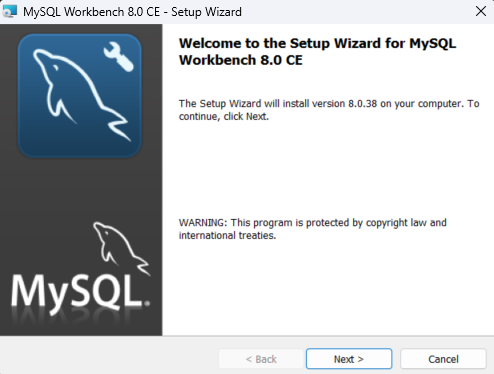 MySQL Workbench 8.0 CE - Setup Wizard
Welcome to the Setup Wizard for MySQL
Workbench 8.0 CE
The Setup Wizard will install version 8.0.38 on your computer. To
continue, click Next.
WARNING: This program is protected by copyright law and
international treaties.
MySQL®
< Back
Next >
Cancel